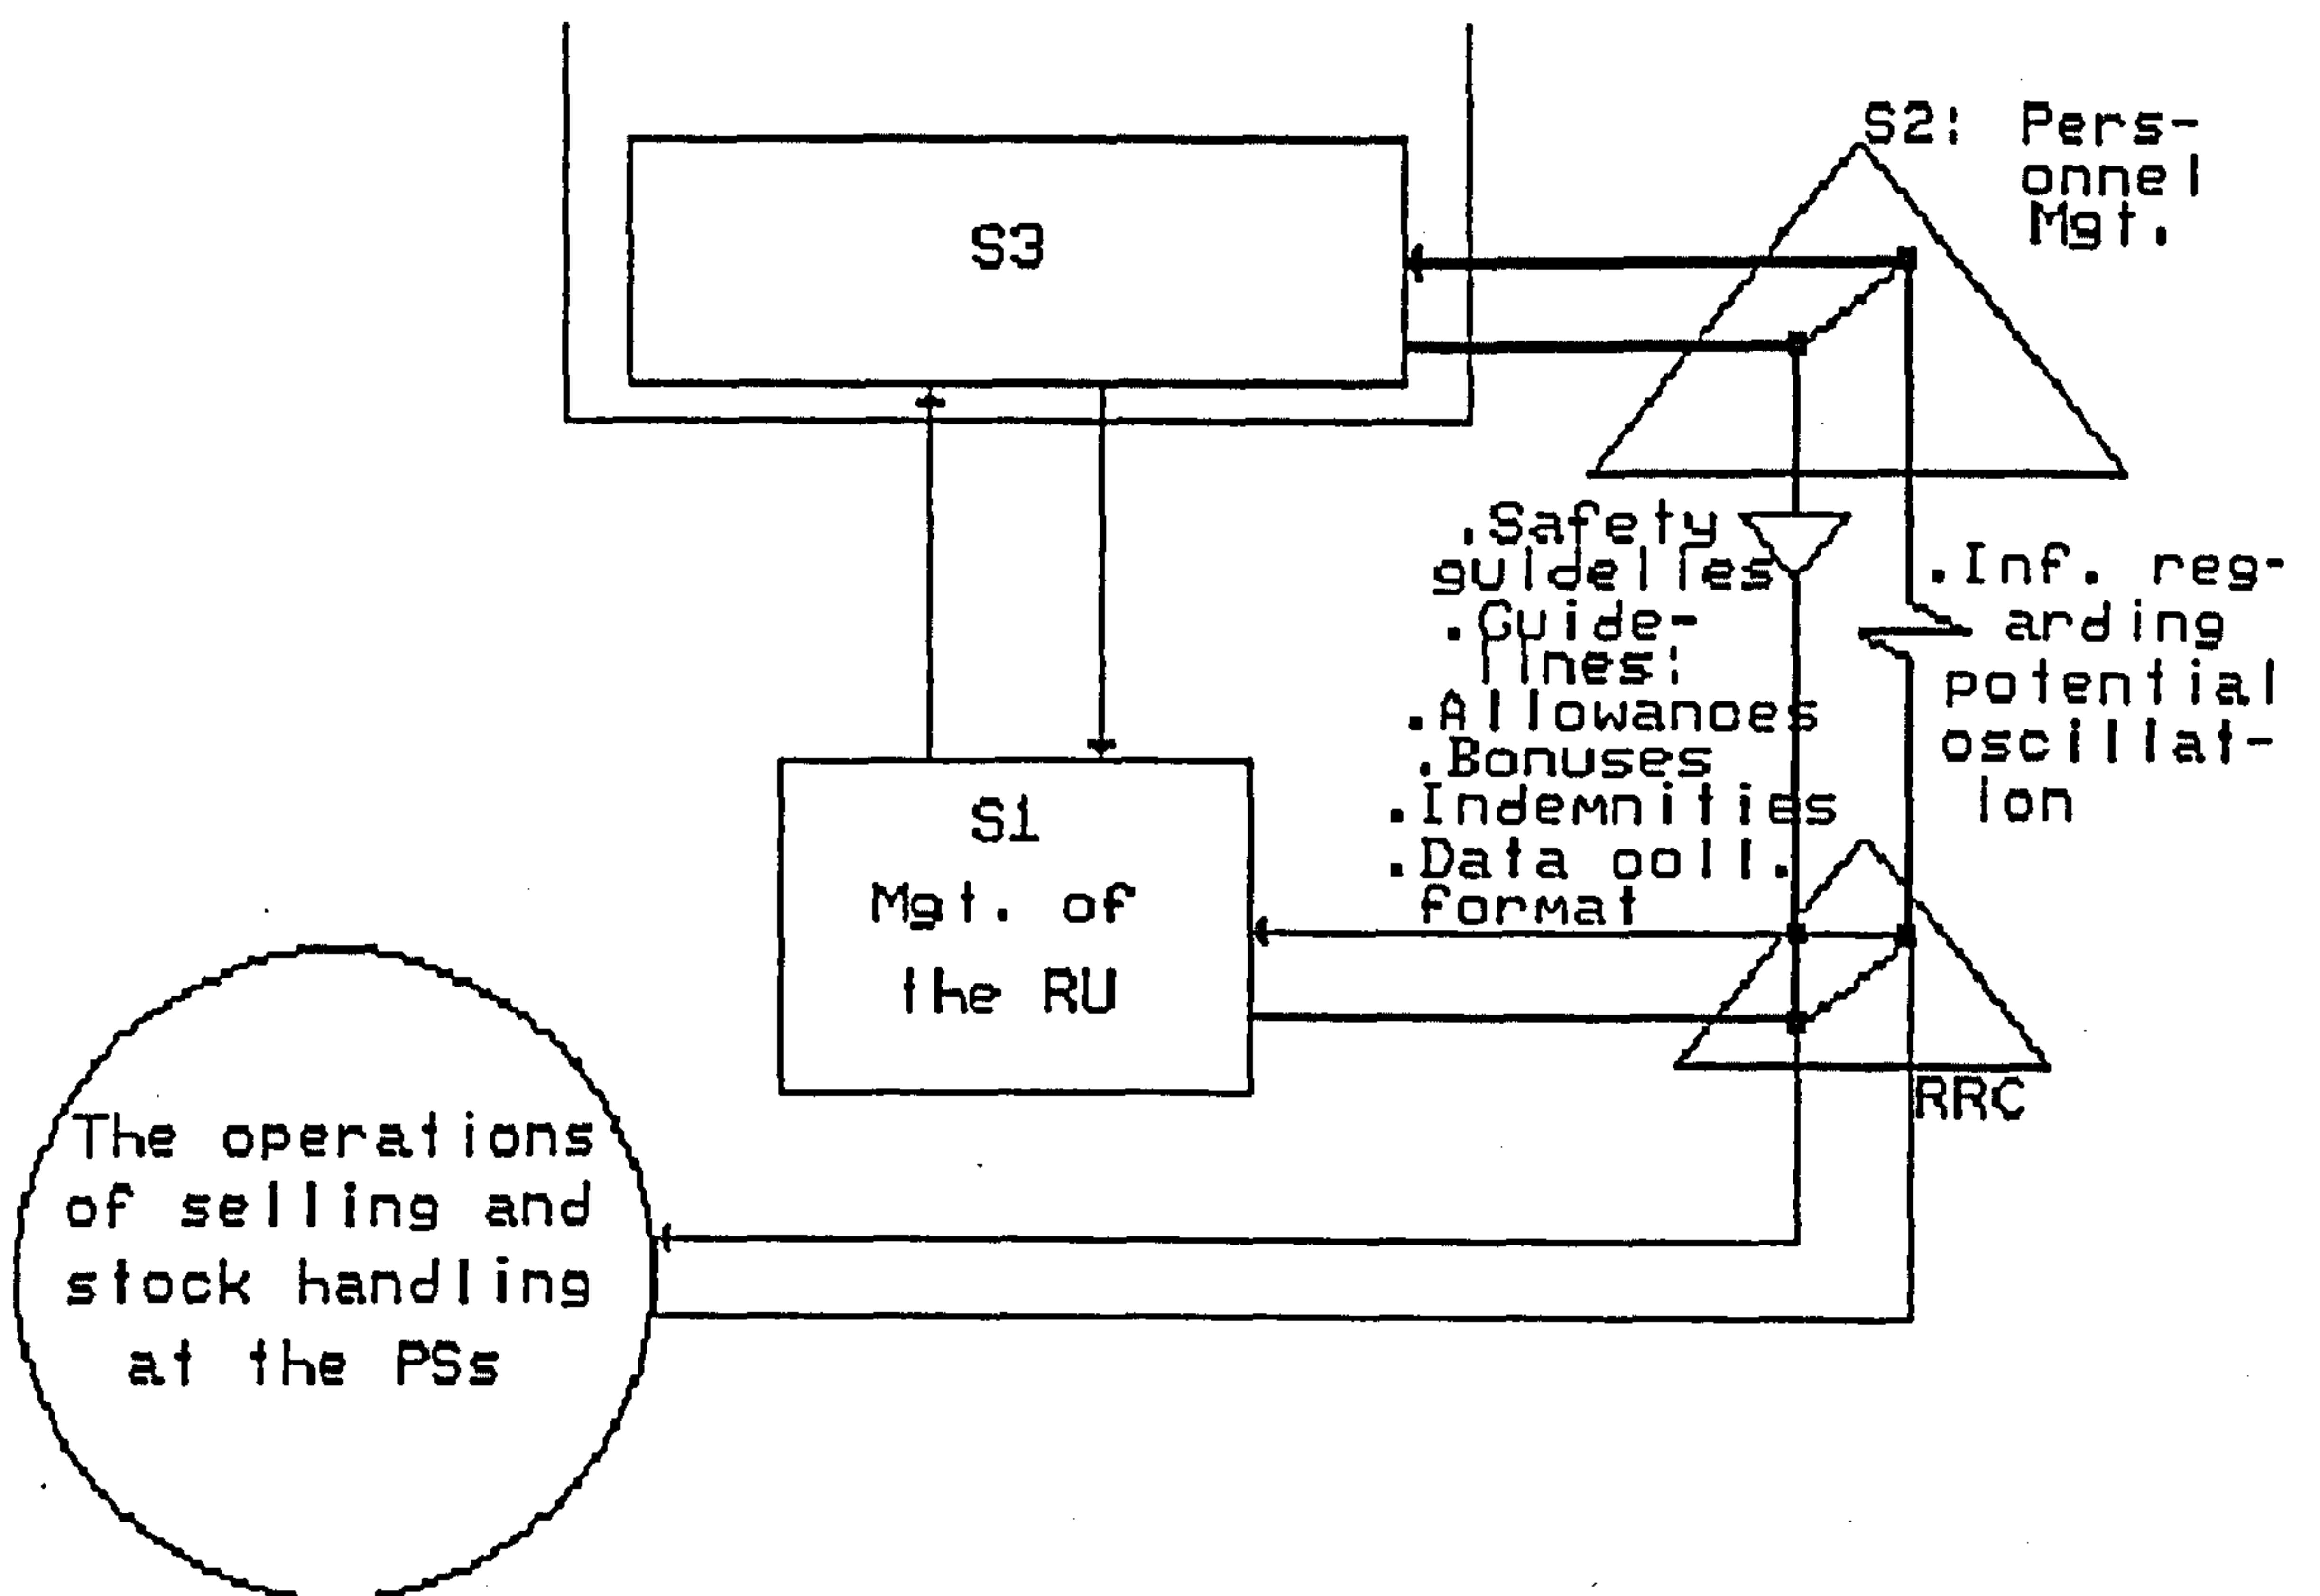 S3
S2: Pers-
onnel
Mgt.
.Safety
guidelies
.Guide-
lines:
.Allowances
.Bonuses
.Indemnities
.Data coll.
format
.Inf. reg-
arding
potential
oscillat-
ion
S1
Mgt. of
the RU
RRC
The operations
of selling and
stock handling
at the PSs